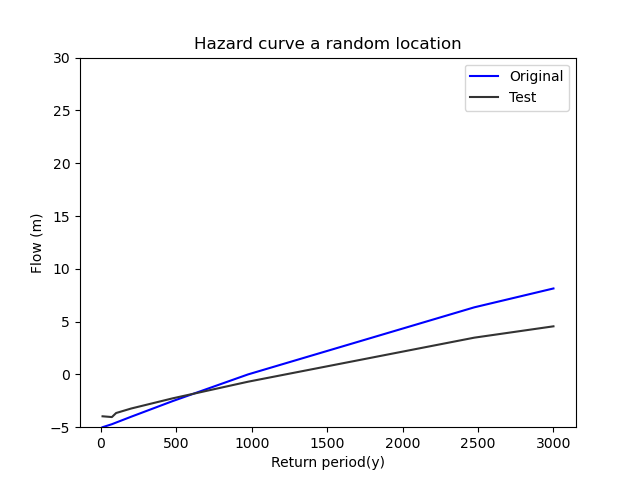 Hazard curve a random location
Original
Test
30
25
20
15
10
5
0
−5
Flow (m)
0 500 1000 1500 2000 2500 3000
Return period(y)